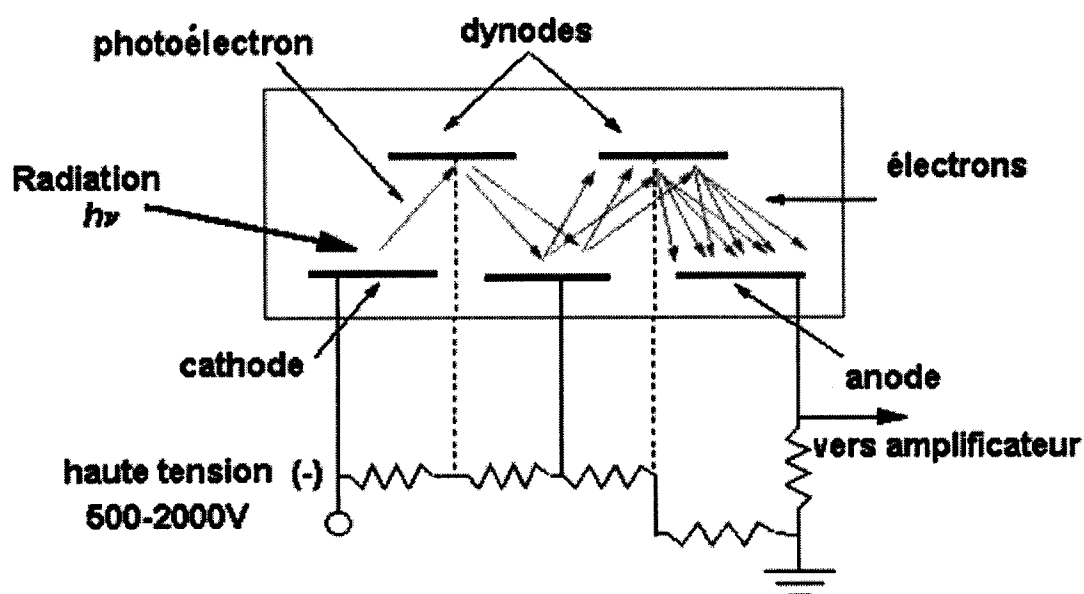 photoélectron
dynodes
Radiation
hν
électrons
cathode
anode
vers amplificateur
haute tension (-)
500-2000V